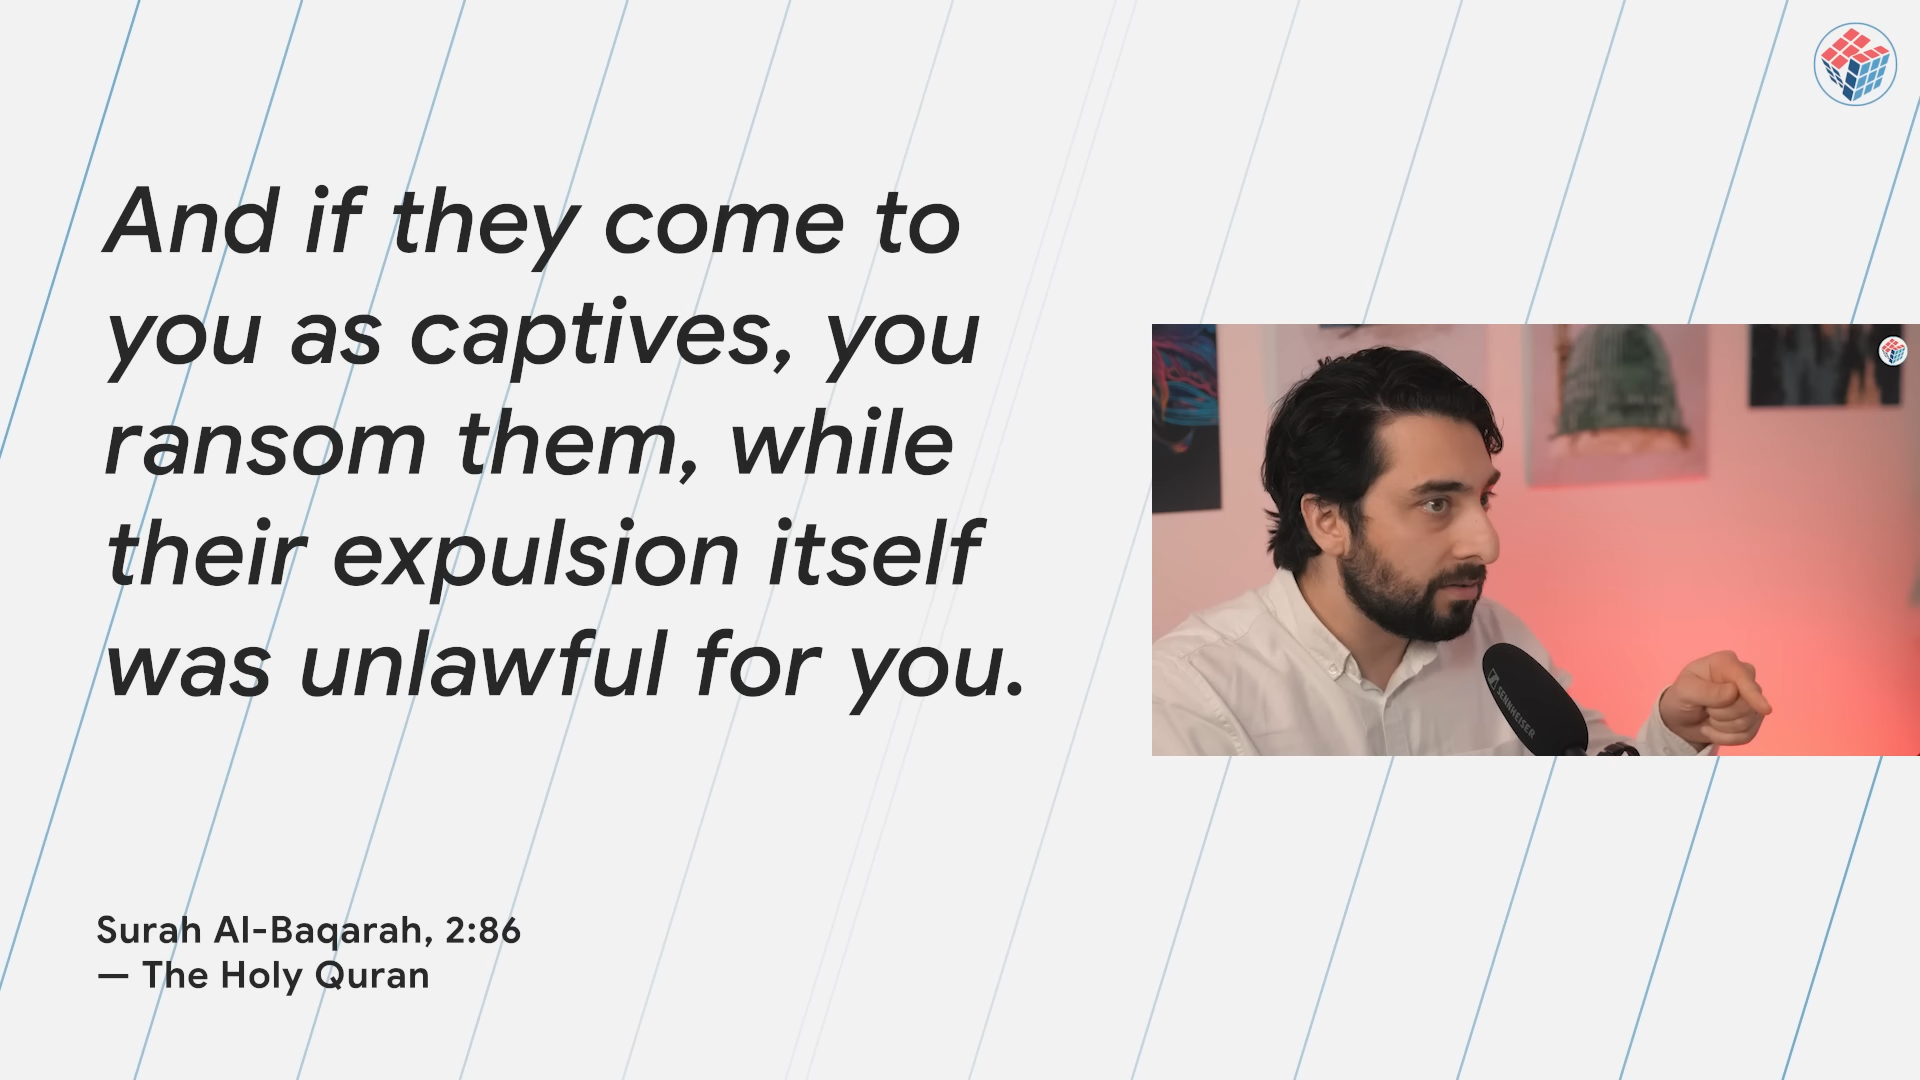 And if they come to
you as captives, you
ransom them, while
their expulsion itself
was unlawful for you.
Surah Al-Baqarah, 2:86
— The Holy Quran
SENNHEISER